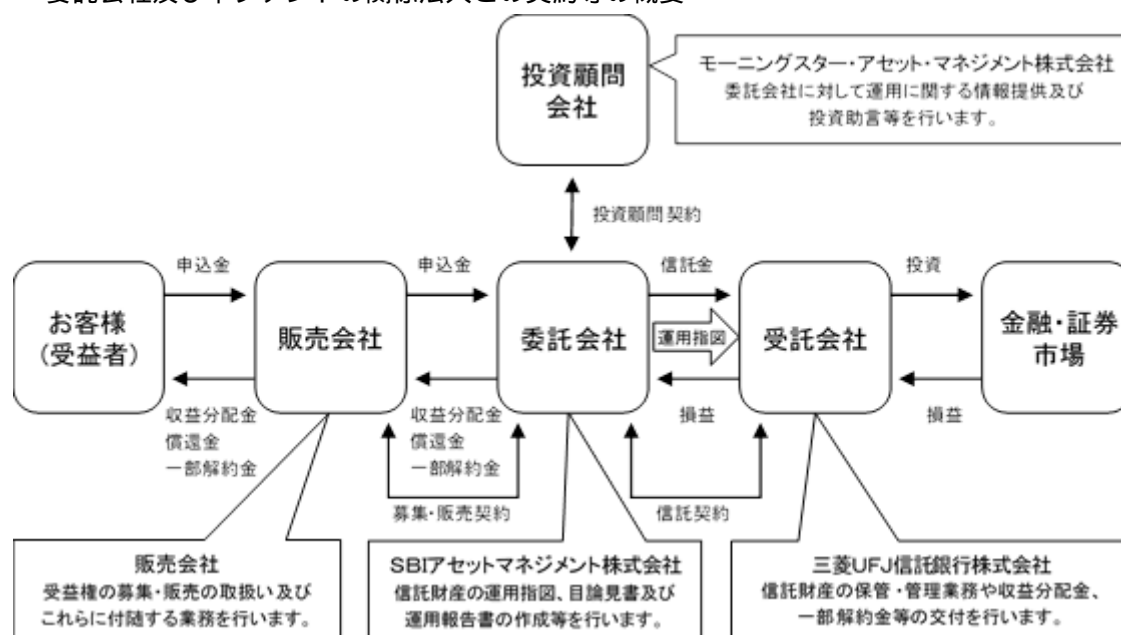 投資顧問
会社
モーニングスター・アセット・マネジメント株式会社
委託会社に対して運用に関する情報提供及び
投資助言等を行います。
投資顧問契約
申込金
申込金
信託金
投資
お客様
(受益者)
販売会社
委託会社
運用指図
受託会社
金融・証券
市場
収益分配金
償還金
一部解約金
収益分配金
償還金
一部解約金
損益
損益
募集・販売契約
信託契約
販売会社
受益権の募集・販売の取扱い及び
これらに付随する業務を行います。
SBIアセットマネジメント株式会社
信託財産の運用指図、目論見書及び
運用報告書の作成等を行います。
三菱UFJ信託銀行株式会社
信託財産の保管・管理業務や収益分配金、
一部解約金等の交付を行います。